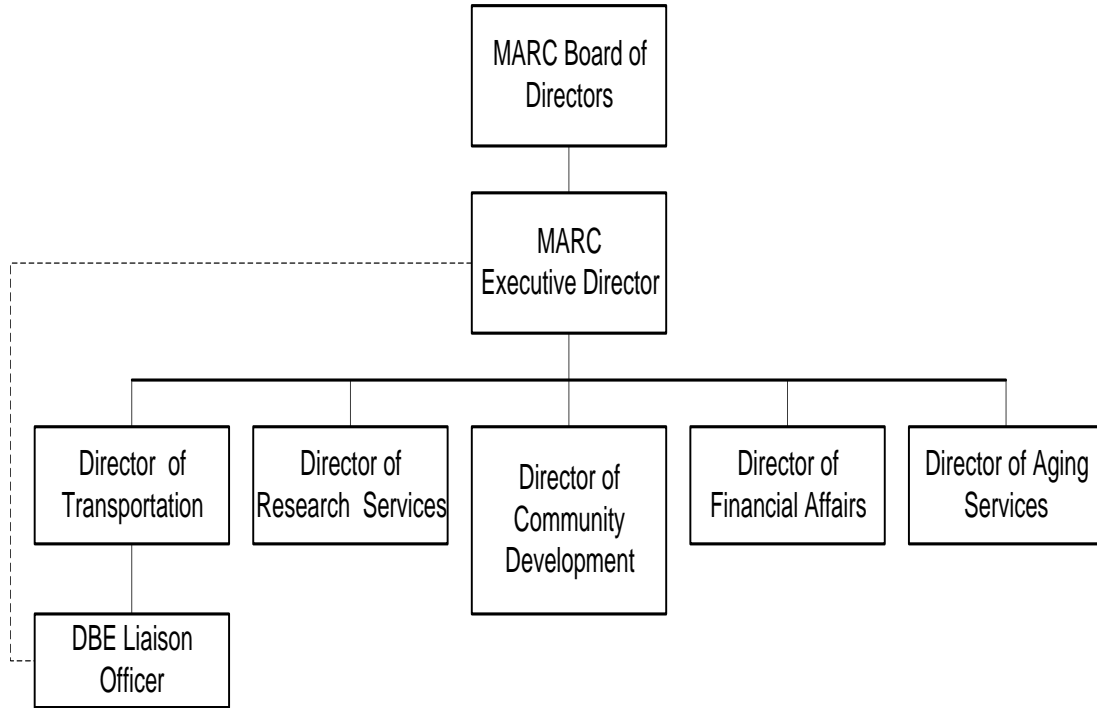 MARC Board of
Directors
MARC
Executive Director
Director of
Transportation
Director of
Research Services
Director of
Community
Development
Director of
Financial Affairs
Director of Aging
Services
DBE Liaison
Officer